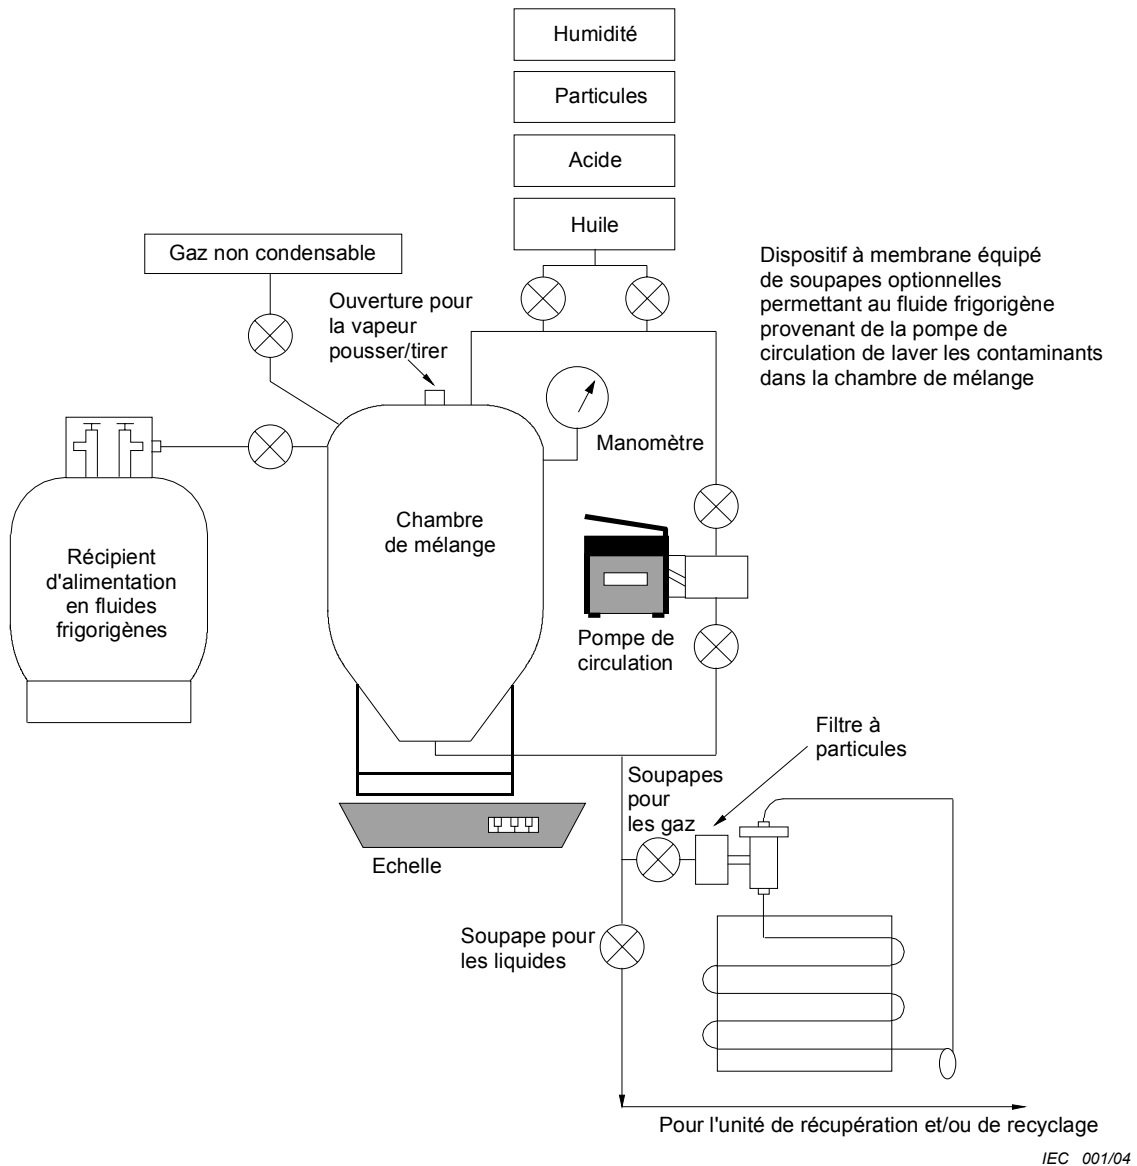 Humidité
Particules
Acide
Huile
Gaz non condensable
Ouverture pour
la vapeur
pousser/tirer
Dispositif à membrane équipé
de soupapes optionnelles
permettant au fluide frigorigène
provenant de la pompe de
circulation de laver les contaminants
dans la chambre de mélange
Manomètre
Chambre
de mélange
Récipient
d'alimentation
en fluides
frigorigènes
Pompe de
circulation
Filtre à
particules
Soupapes
pour
les gaz
Echelle
Soupape pour
les liquides
Pour l'unité de récupération et/ou de recyclage
IEC 001/04